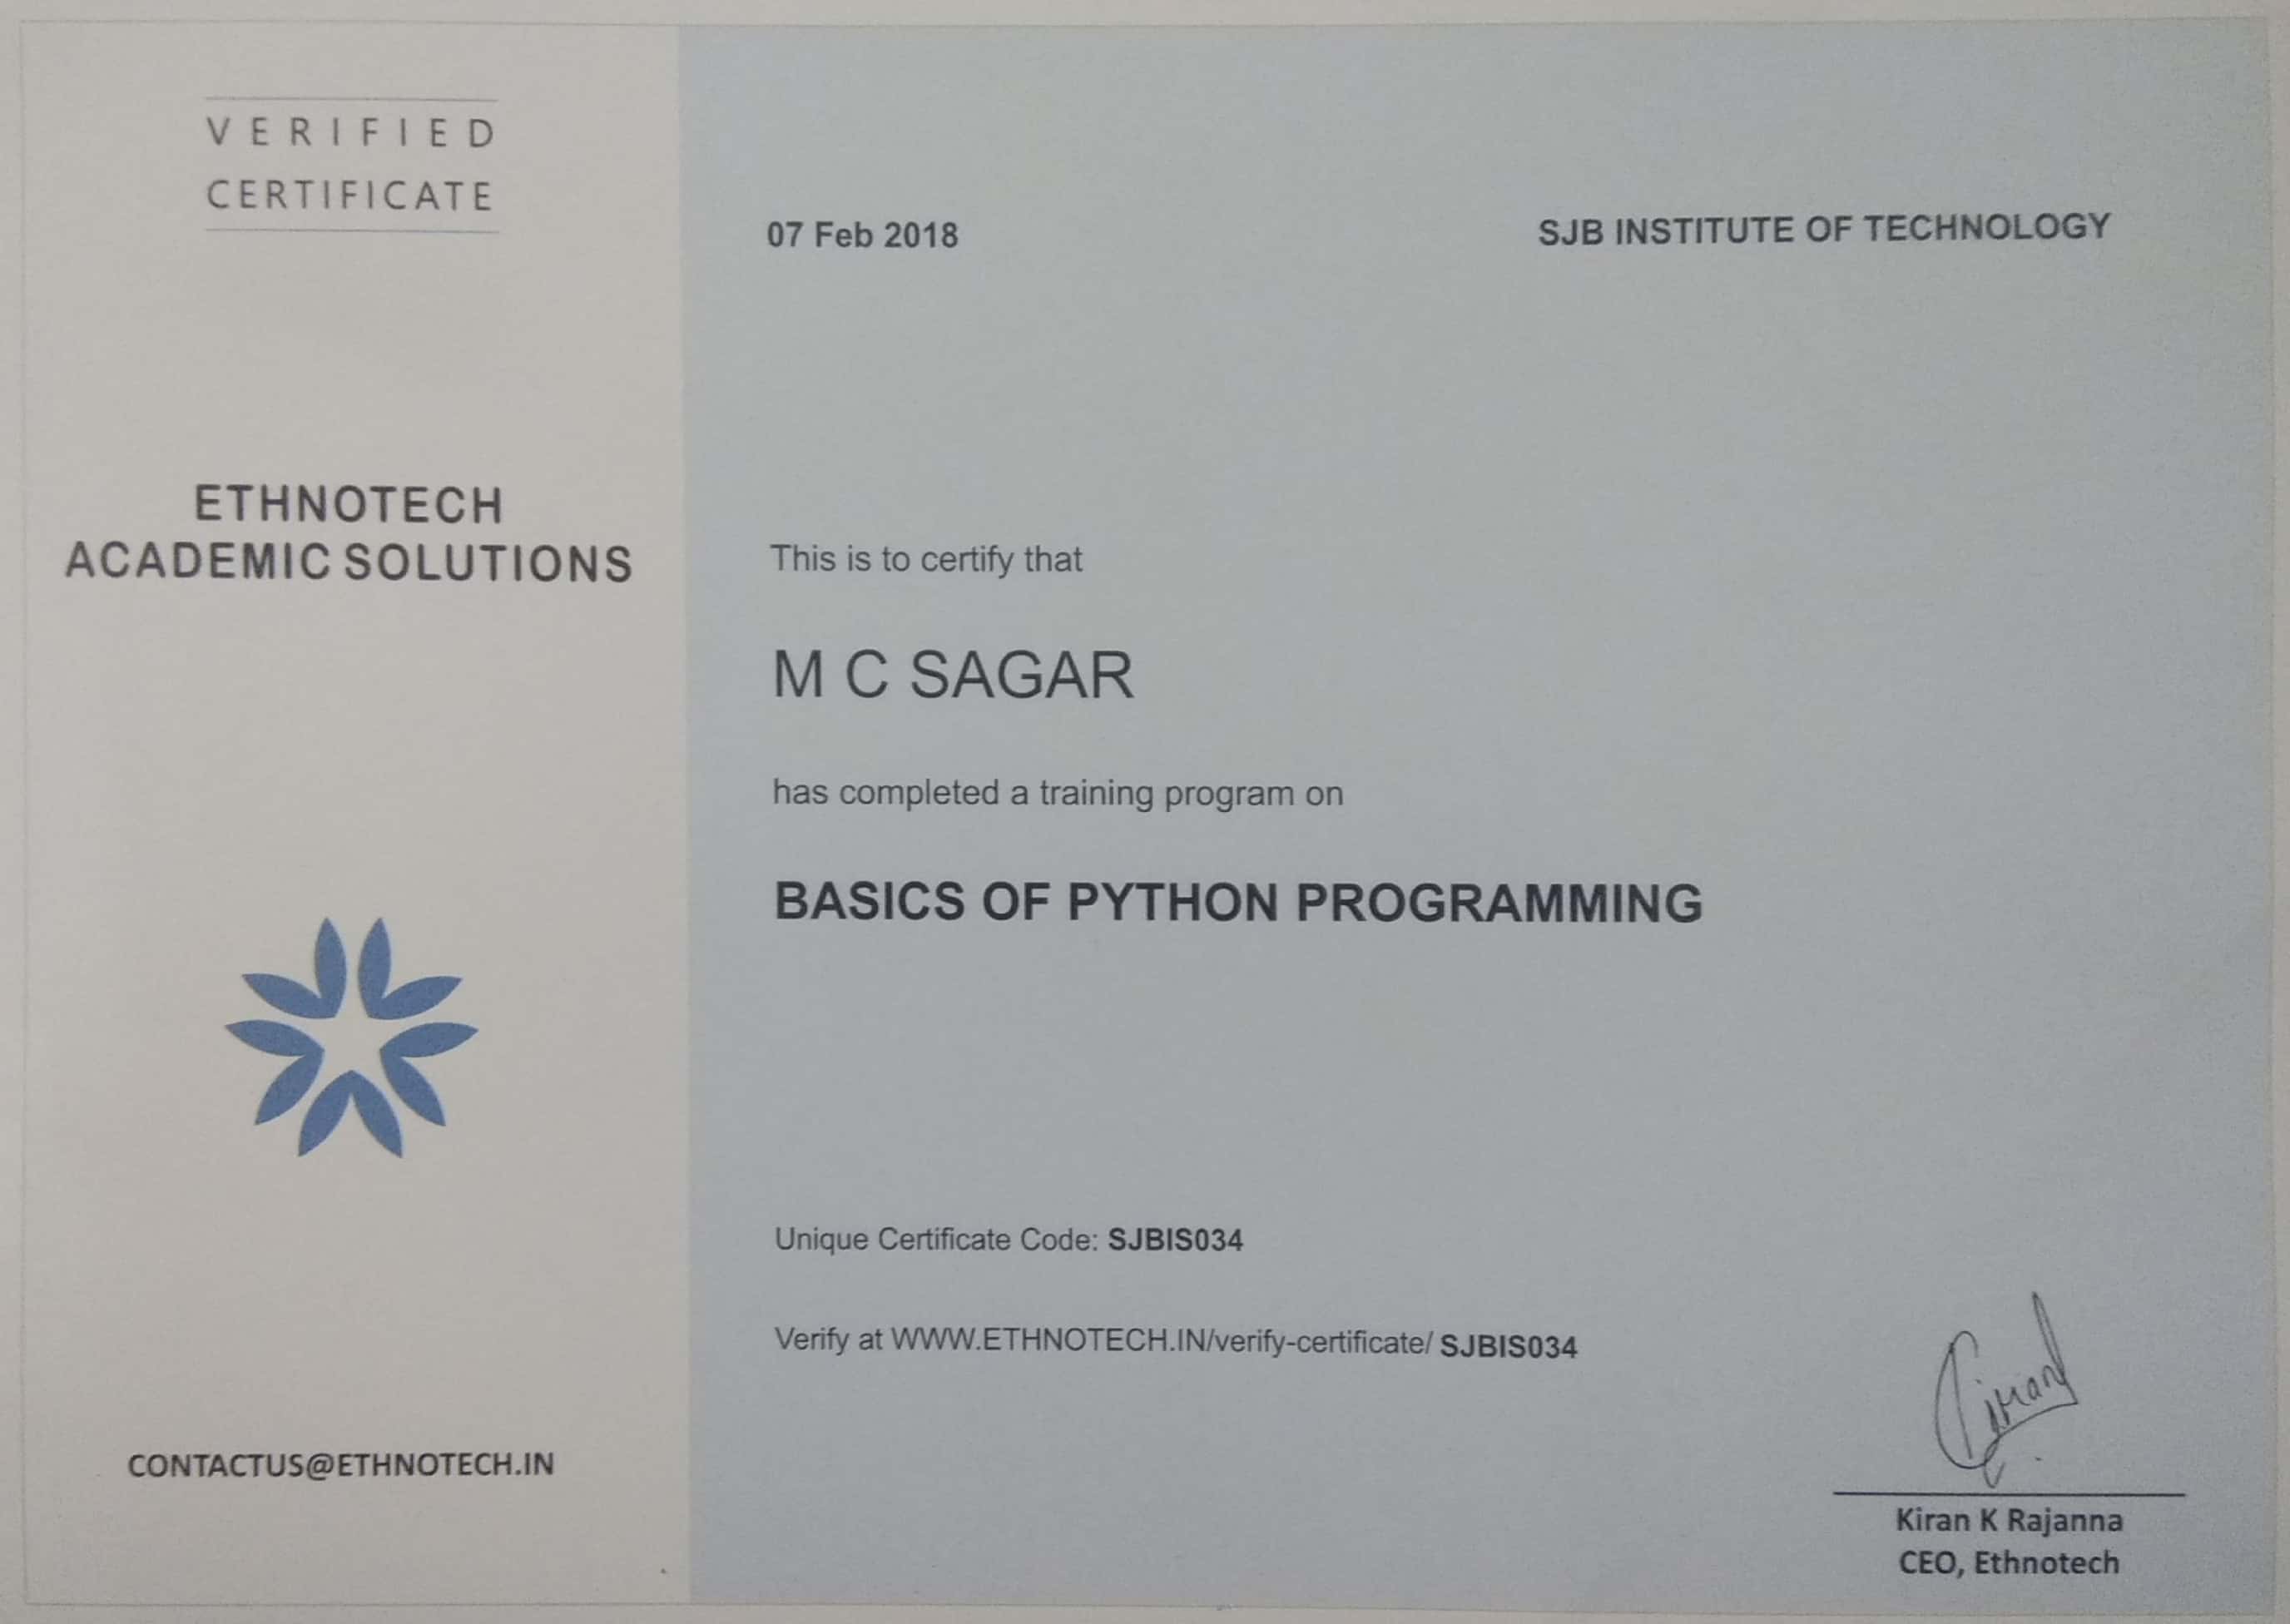 VERIFIED
CERTIFICATE
ETHNOTECH
ACADEMIC SOLUTIONS
CONTACTUS@ETHNOTECH.IN
07 Feb 2018
SJB INSTITUTE OF TECHNOLOGY
This is to certify that
M C SAGAR
has completed a training program on
BASICS OF PYTHON PROGRAMMING
Unique Certificate Code: SJBIS034
Verify at WWW.ETHNOTECH.IN/verify-certificate/ SJBIS034
Kiran K Rajanna
CEO, Ethnotech